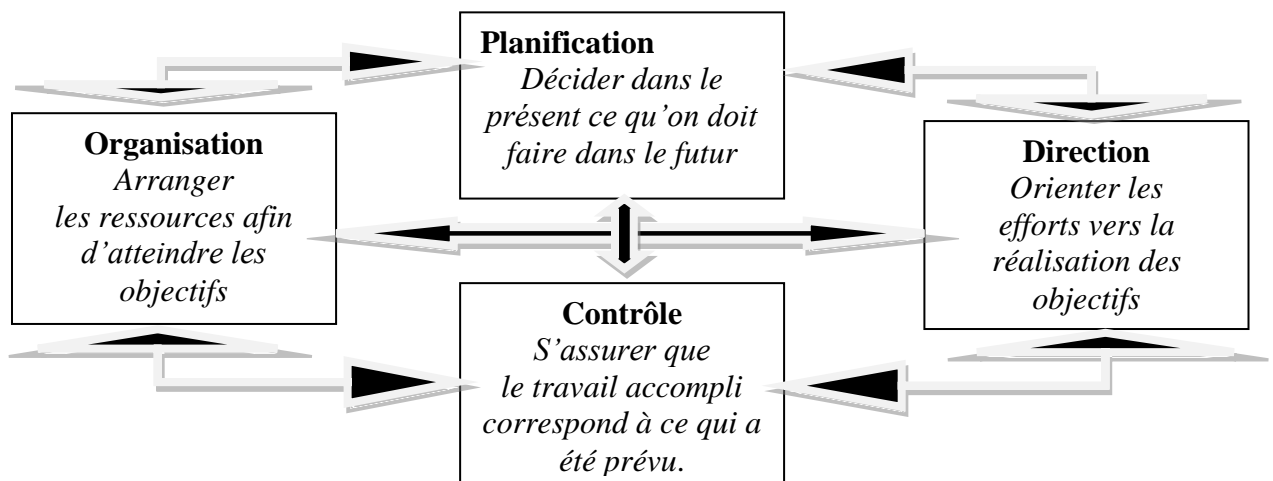 Planification
Décider dans le
présent ce qu’on doit
faire dans le futur
Organisation
Arranger
les ressources afin
d’atteindre les
objectifs
Direction
Orienter les
efforts vers la
réalisation des
objectifs
Contrôle
S’assurer que
le travail accompli
correspond à ce qui a
été prévu.